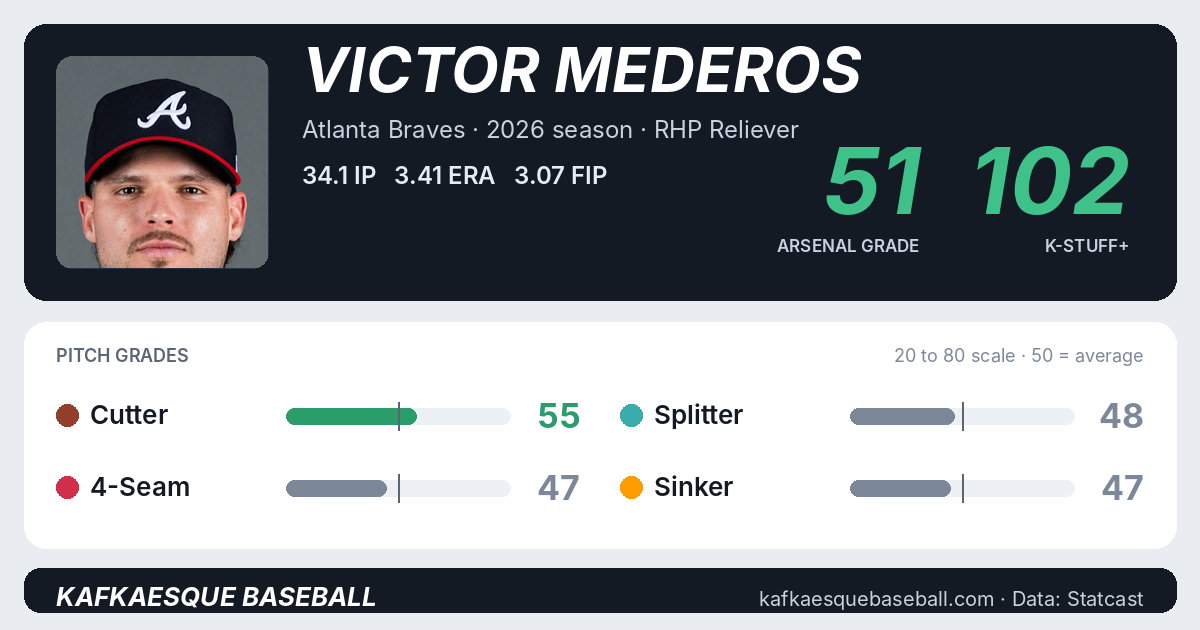 VICTOR MEDEROS
Atlanta Braves · 2026 season · RHP Reliever
34.1 IP 3.41 ERA 3.07 FIP
51 102
ARSENAL GRADE K-STUFF+
PITCH GRADES 20 to 80 scale · 50 = average
Cutter 55 Splitter 48
4-Seam 47 Sinker 47
KAFKAESQUE BASEBALL kafkaesquebaseball.com · Data: Statcast